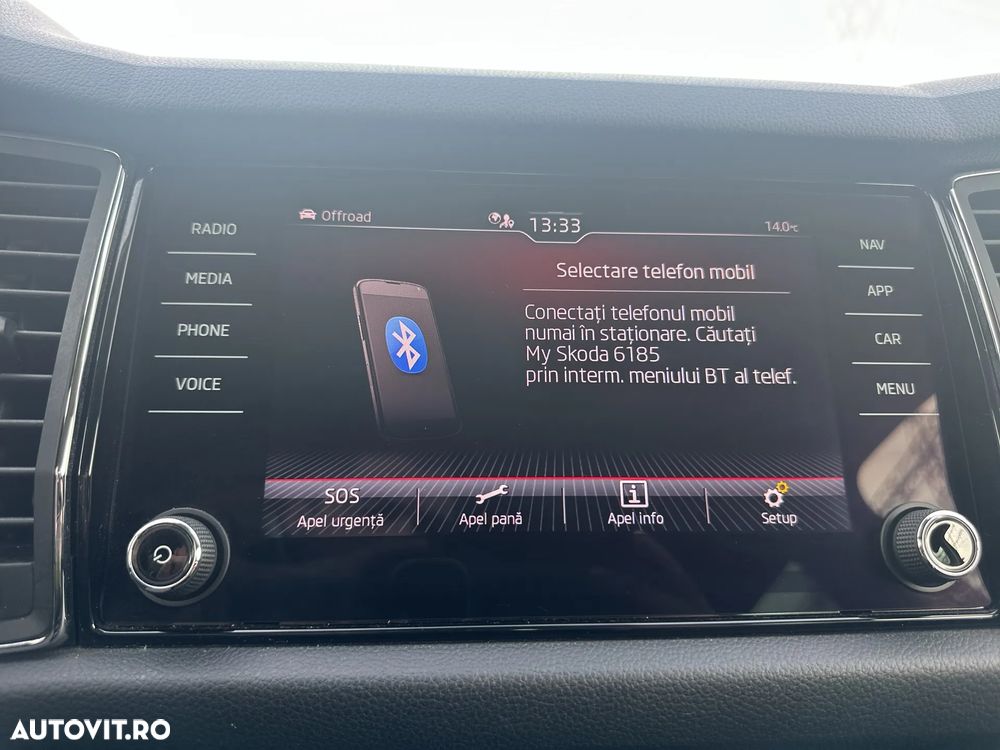 Offroad
13:33
14.0°C
RADIO
MEDIA
PHONE
VOICE
NAV
APP
CAR
MENU
Selectare telefon mobil
Conectați telefonul mobil
numai în staționare. Căutați
My Skoda 6185
prin interm. meniului BT al telef.
SOS
Apel urgență
Apel pană
i
Apel info
Setup
AUTOVIT.RO